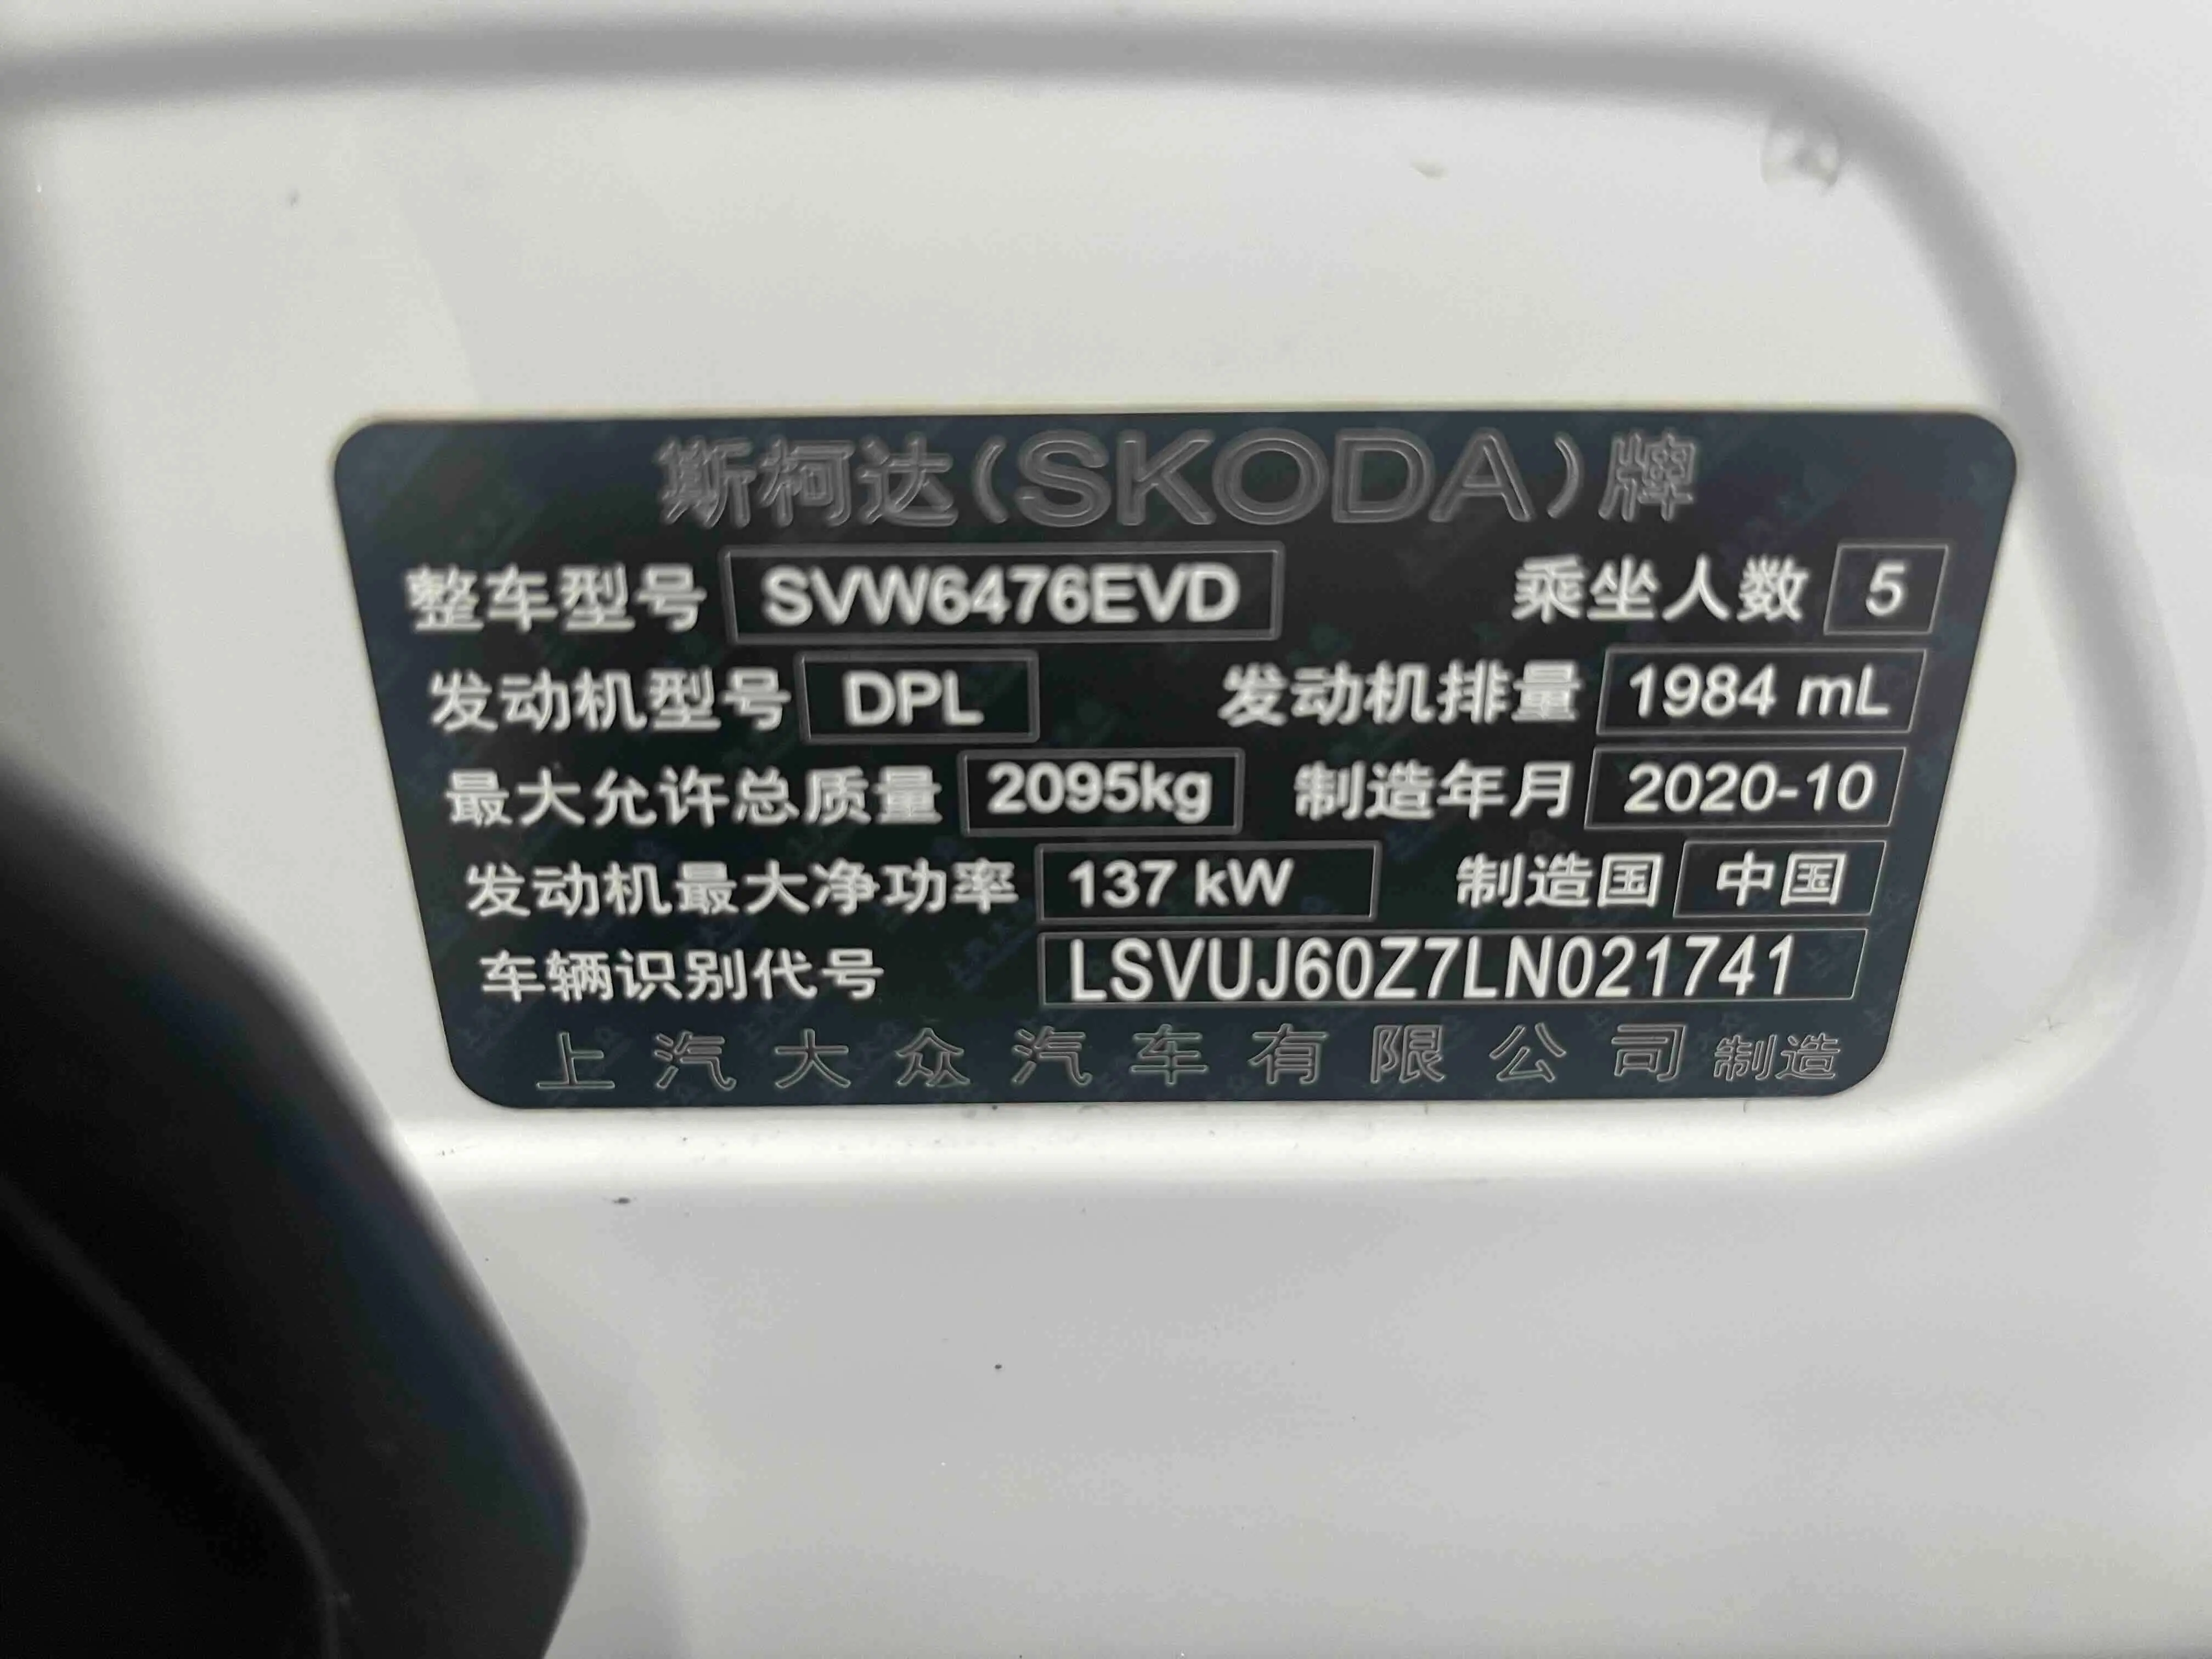 斯柯达(SKODA)牌
整车型号 SVW6476EVD 乘坐人数 5
发动机型号 DPL 发动机排量 1984 mL
最大允许总质量 2095kg 制造年月 2020-10
发动机最大净功率 137 kW 制造国 中国
车辆识别代号 LSVUJ60Z7LN021741
上汽大众汽车有限公司制造